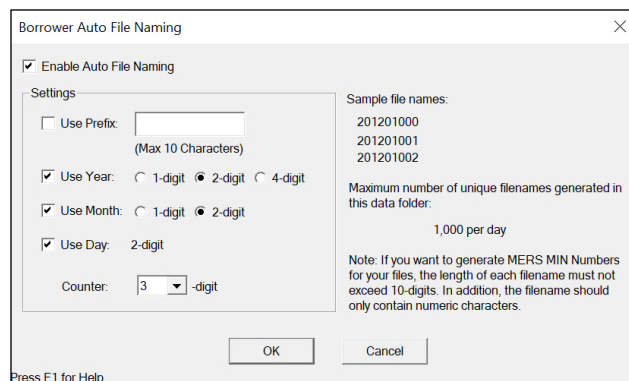 Borrower Auto File Naming
Enable Auto File Naming
Settings
Use Prefix:
(Max 10 Characters)
Use Year: 1-digit 2-digit 4-digit
Use Month: 1-digit 2-digit
Use Day: 2-digit
Counter: 3 -digit
Sample file names:
201201000
201201001
201201002
Maximum number of unique filenames generated in
this data folder:
1,000 per day
Note: If you want to generate MERS MIN Numbers
for your files, the length of each filename must not
exceed 10-digits. In addition, the filename should
only contain numeric characters.
OK Cancel
Press F1 for Help